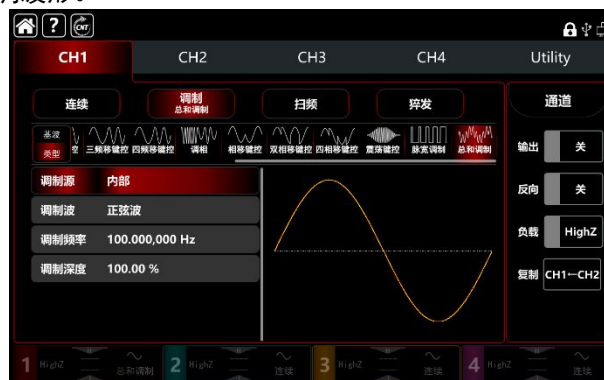 ? CNT
CH1 CH2 CH3 CH4 Utility
连续 调制 总和调制 扫频 猝发 通道
基波 类型 三频移键控 四频移键控 调相 相移键控 双相移键控 四相移键控 震荡键控 脉宽调制 总和调制
输出 关
调制源 内部
反向 关
调制波 正弦波
负载 HighZ
调制频率 100.000,000 Hz
调制深度 100.00 %
复制 CH1←CH2
1 HighZ 总和调制 2 HighZ 连续 3 HighZ 连续 4 HighZ 连续